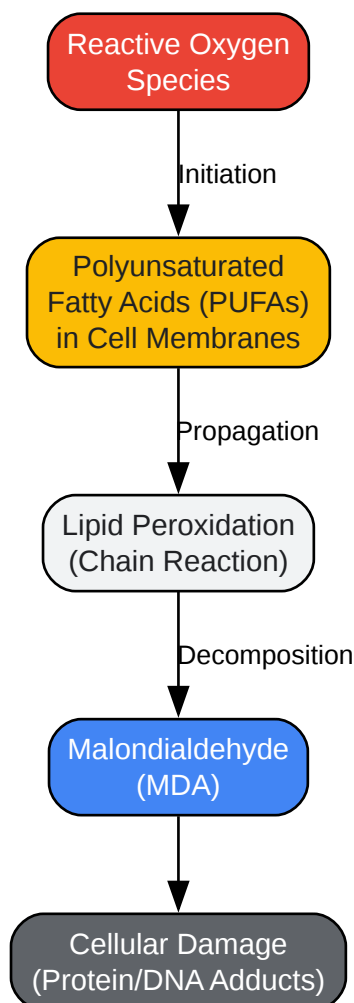 Reactive Oxygen
Species
Initiation
Polyunsaturated
Fatty Acids (PUFAs)
in Cell Membranes
Propagation
Lipid Peroxidation
(Chain Reaction)
Decomposition
Malondialdehyde
(MDA)
Cellular Damage
(Protein/DNA Adducts)